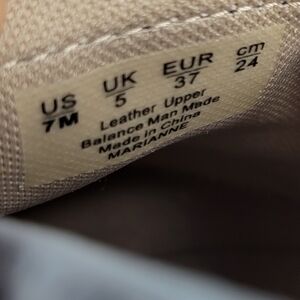 US UK EUR cm
7M 5 37 24
Leather Upper
Balance Man Made
Made in China
MARIANNE